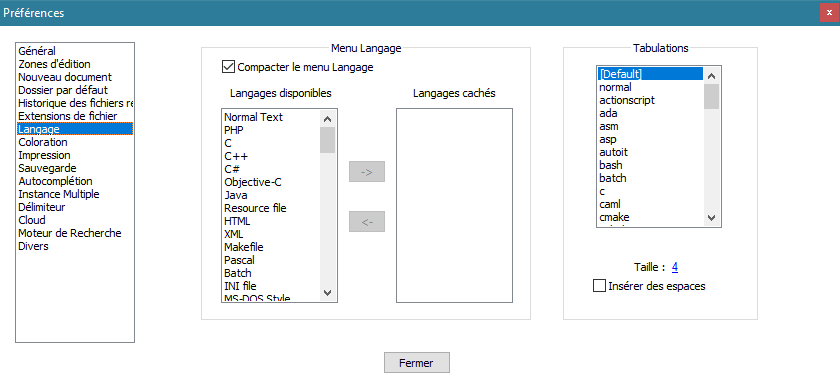 Préférences
x
Général
Zones d'édition
Nouveau document
Dossier par défaut
Historique des fichiers re
Extensions de fichier
Langage
Coloration
Impression
Sauvegarde
Autocomplétion
Instance Multiple
Délimiteur
Cloud
Moteur de Recherche
Divers
Menu Langage
Compacter le menu Langage
Langages disponibles
Normal Text
PHP
C
C++
C#
Objective-C
Java
Resource file
HTML
XML
Makefile
Pascal
Batch
INI file
MS-DOS Style
->
<-
Langages cachés
Tabulations
[Default]
normal
actionscript
ada
asm
asp
autoit
bash
batch
c
caml
cmake
Taille : 4
Insérer des espaces
Fermer